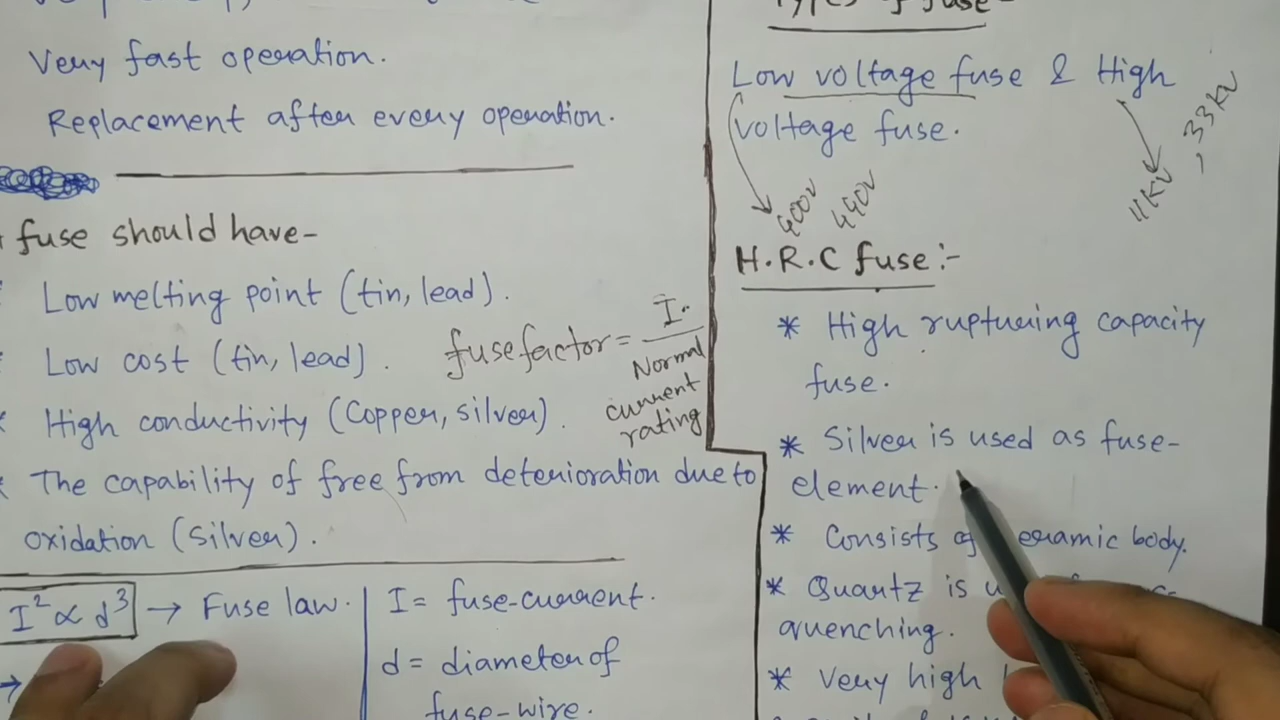 Very fast operation.
Replacement after every operation.
fuse should have-
Low melting point (tin, lead).
Low cost (tin, lead).
fuse factor = I.
Normal
current
rating
High conductivity (Copper, silver).
* The capability of free from deterioration due to
oxidation (Silver).
I² ∝ d³ → Fuse law.
I = fuse-current.
d = diameter of
fuse-wire.
Types of fuse-
Low voltage fuse & High
voltage fuse.
400V 440V
11KV, 33KV
H.R.C fuse:-
* High rupturing capacity
fuse.
* Silver is used as fuse-
element.
* Consists of ceramic body.
* Quartz is
quenching.
* Very high